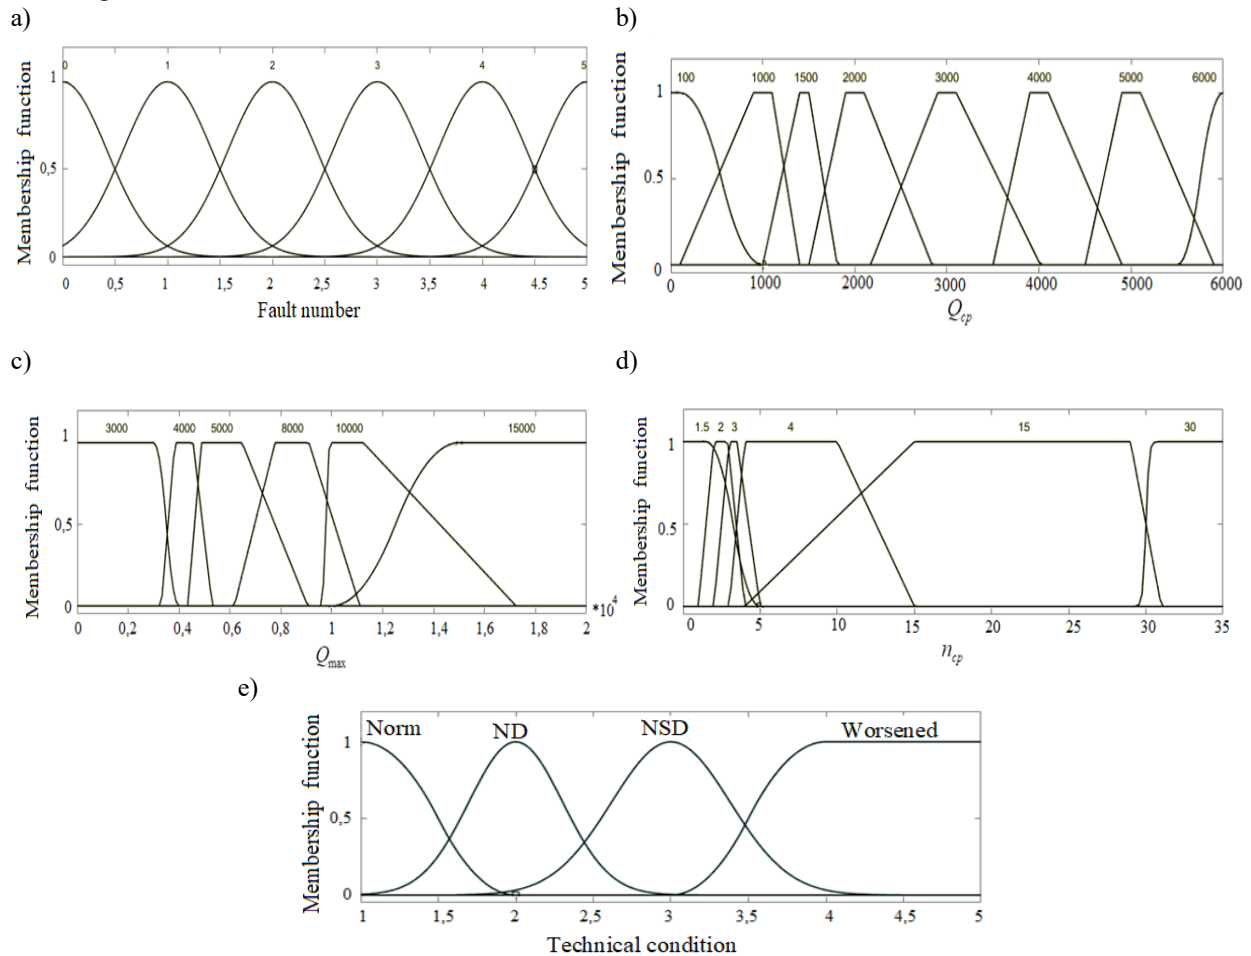 a)
b)
Membership function
0 1 2 3 4 5
1
0,5
0
0 0,5 1 1,5 2 2,5 3 3,5 4 4.5 5
Fault number
Membership function
100 1000 1500 2000 3000 4000 5000 6000
1
0.5
0
0 1000 2000 3000 4000 5000 6000
Qcp
c)
d)
Membership function
3000 4000 5000 8000 10000 15000
1
0,5
0
*10^4
0 0,2 0,4 0,6 0,8 1 1,2 1,4 1,6 1,8 2
Qmax
Membership function
1.5 2 3 4 15 30
1
0.5
0
0 5 10 15 20 25 30 35
ncp
e)
Membership function
Norm ND NSD Worsened
1
0,5
0
1 1,5 2 2,5 3 3,5 4 4,5 5
Technical condition